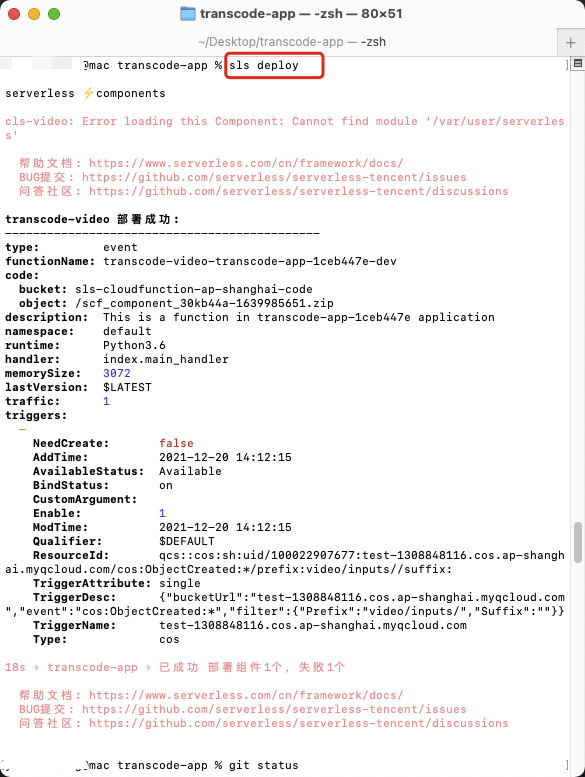 transcode-app — -zsh — 80×51
~/Desktop/transcode-app — -zsh
@mac transcode-app % sls deploy
serverless ⚡components
cls-video: Error loading this Component: Cannot find module '/var/user/serverles
s'
帮助文档: https://www.serverless.com/cn/framework/docs/
BUG提交: https://github.com/serverless/serverless-tencent/issues
问答社区: https://github.com/serverless/serverless-tencent/discussions
transcode-video 部署成功:
---------------------------------------------
type: event
functionName: transcode-video-transcode-app-1ceb447e-dev
code:
bucket: sls-cloudfunction-ap-shanghai-code
object: /scf_component_30kb44a-1639985651.zip
description: This is a function in transcode-app-1ceb447e application
namespace: default
runtime: Python3.6
handler: index.main_handler
memorySize: 3072
lastVersion: $LATEST
traffic: 1
triggers:
-
NeedCreate: false
AddTime: 2021-12-20 14:12:15
AvailableStatus: Available
BindStatus: on
CustomArgument:
Enable: 1
ModTime: 2021-12-20 14:12:15
Qualifier: $DEFAULT
ResourceId: qcs::cos:sh:uid/100022907677:test-1308848116.cos.ap-shangh
ai.myqcloud.com/cos:ObjectCreated:*/prefix:video/inputs//suffix:
TriggerAttribute: single
TriggerDesc: {"bucketUrl":"test-1308848116.cos.ap-shanghai.myqcloud.com
","event":"cos:ObjectCreated:*","filter":{"Prefix":"video/inputs/","Suffix":""}}
TriggerName: test-1308848116.cos.ap-shanghai.myqcloud.com
Type: cos
18s › transcode-app › 已成功 部署组件1个, 失败1个
帮助文档: https://www.serverless.com/cn/framework/docs/
BUG提交: https://github.com/serverless/serverless-tencent/issues
问答社区: https://github.com/serverless/serverless-tencent/discussions
@mac transcode-app % git status